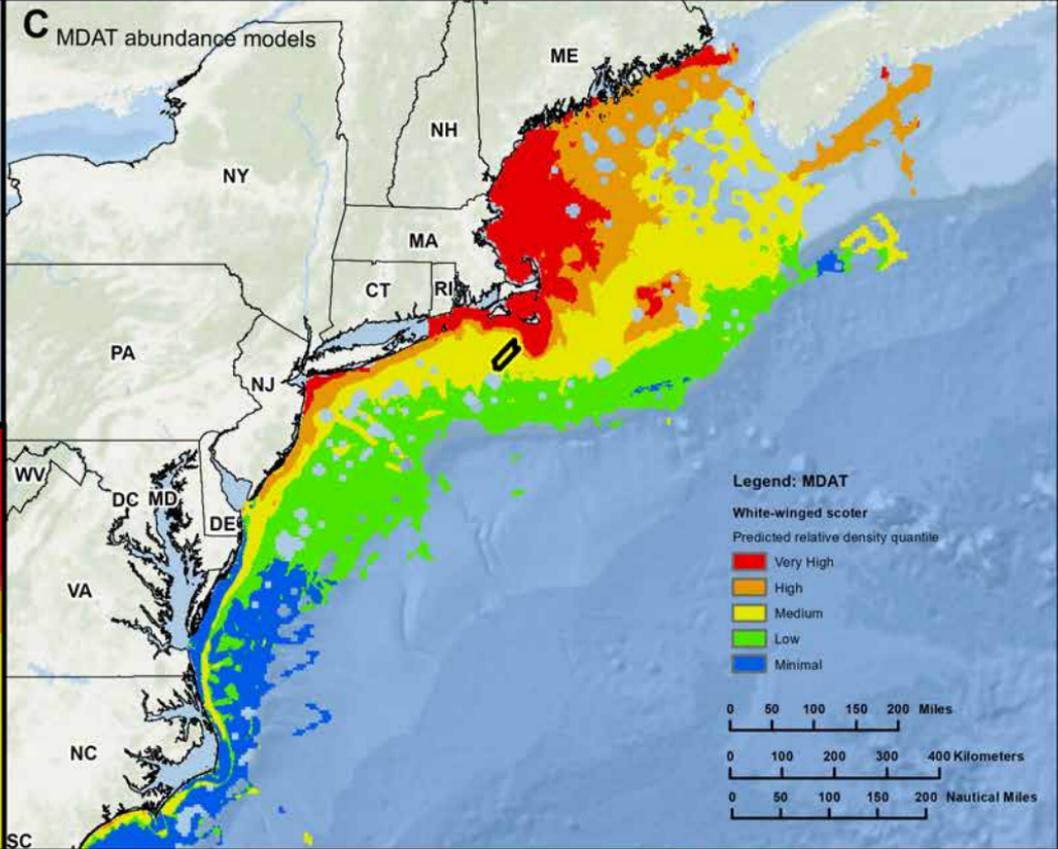 C MDAT abundance models
ME
NH
NY
MA
CT
RI
PA
NJ
WV
DC
MD
DE
VA
NC
SC
Legend: MDAT
White-winged scoter
Predicted relative density quantile
Very High
High
Medium
Low
Minimal
0 50 100 150 200 Miles
0 100 200 300 400 Kilometers
0 50 100 150 200 Nautical Miles